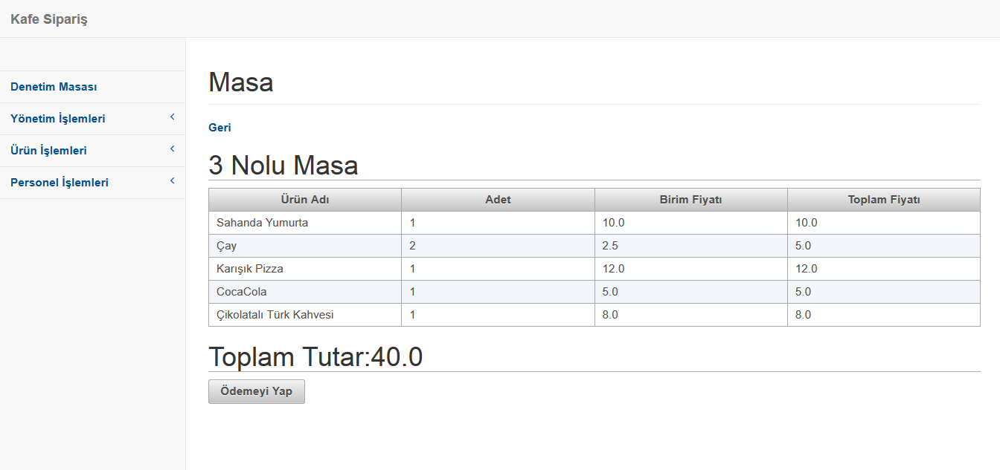 Kafe Sipariş
Denetim Masası
Yönetim İşlemleri
Ürün İşlemleri
Personel İşlemleri
Masa
Geri
3 Nolu Masa
Ürün Adı Adet Birim Fiyatı Toplam Fiyatı
Sahanda Yumurta 1 10.0 10.0
Çay 2 2.5 5.0
Karışık Pizza 1 12.0 12.0
CocaCola 1 5.0 5.0
Çikolatalı Türk Kahvesi 1 8.0 8.0
Toplam Tutar:40.0
Ödemeyi Yap